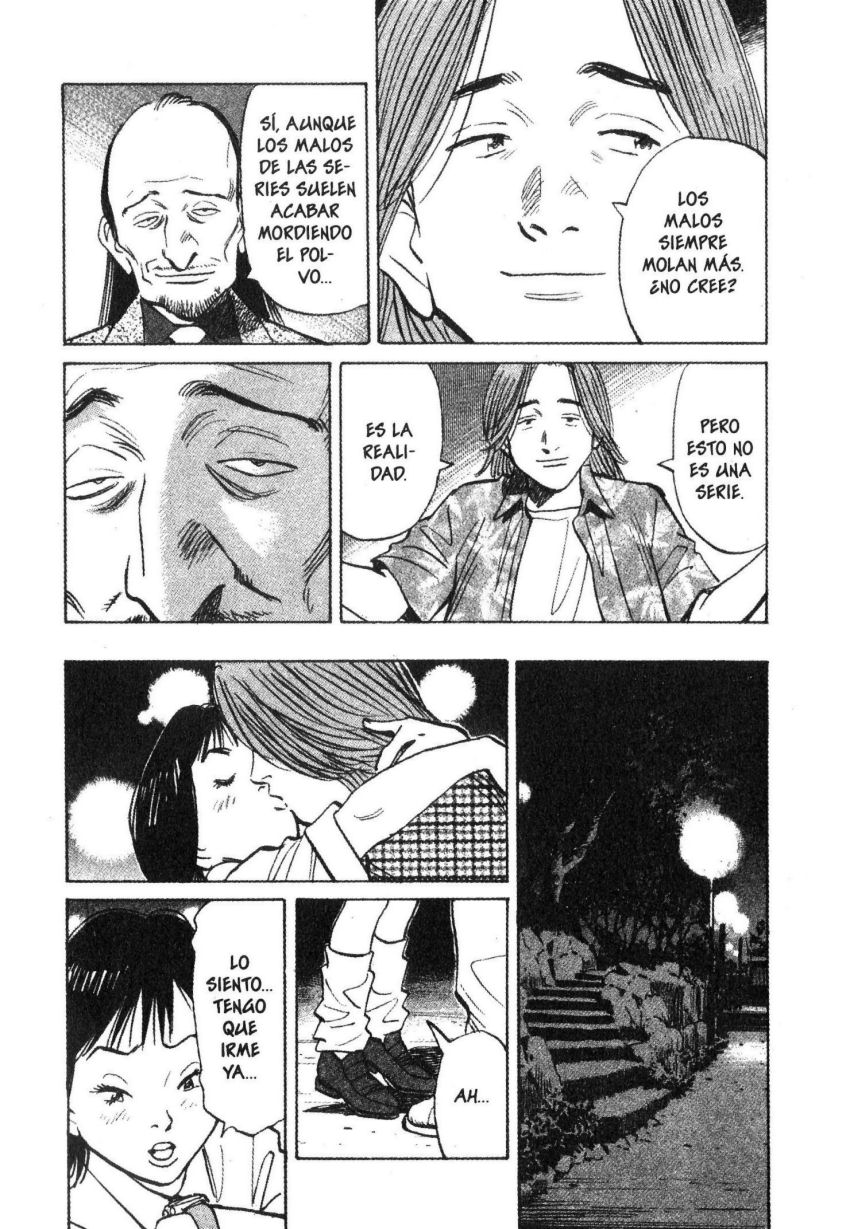 LOS
MALOS
SIEMPRE
MOLAN MÁS.
¿NO CREE?
SÍ, AUNQUE
LOS MALOS
DE LAS SE-
RIES SUELEN
ACABAR
MORDIENDO
EL POL-
VO...
PERO
ESTO NO
ES UNA
SERIE.
ES LA
REALI-
DAD.
AH...
LO
SIENTO...
TENGO
QUE
IRME
YA...